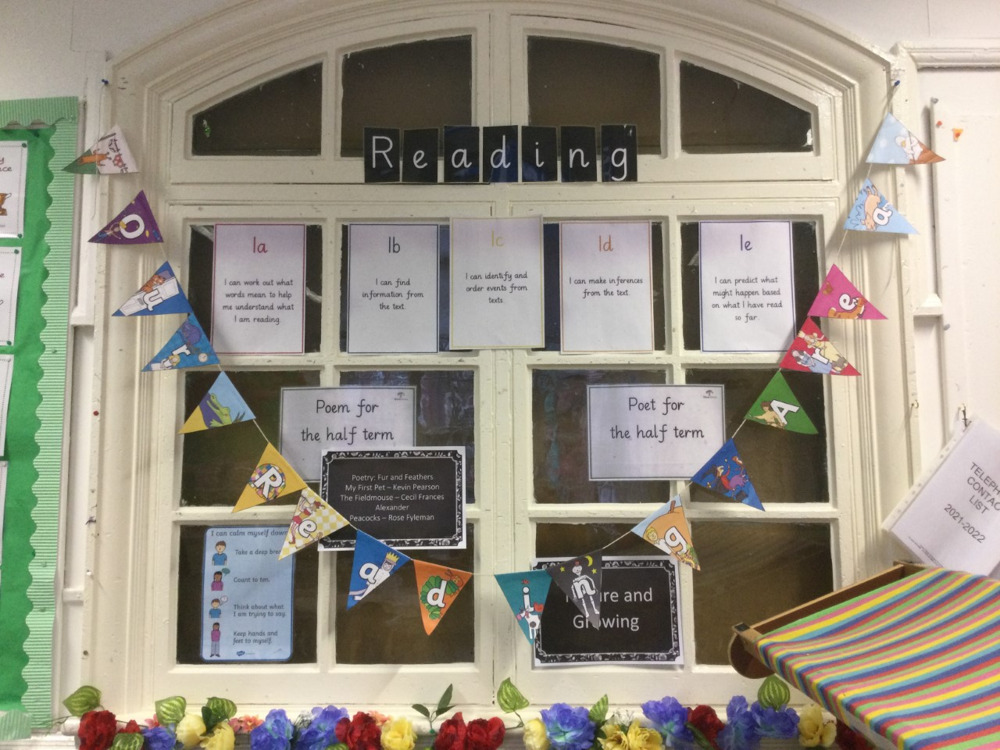 Reading
1a
I can work out what
words mean to help
me understand what
I am reading.
1b
I can find
information from
the text.
1c
I can identify and
order events from
texts.
1d
I can make inferences
from the text.
1e
I can predict what
might happen based
on what I have read
so far.
Our Reading Area
Poem for
the half term
Poet for
the half term
Poetry: Fur and Feathers
My First Pet – Kevin Pearson
The Fieldmouse – Cecil Frances
Alexander
Peacocks – Rose Fyleman
and
Growing
I can calm myself down
Take a deep
Count to ten.
Think about what
I am trying to say.
Keep hands and
feet to myself.
LIST
2021-2022